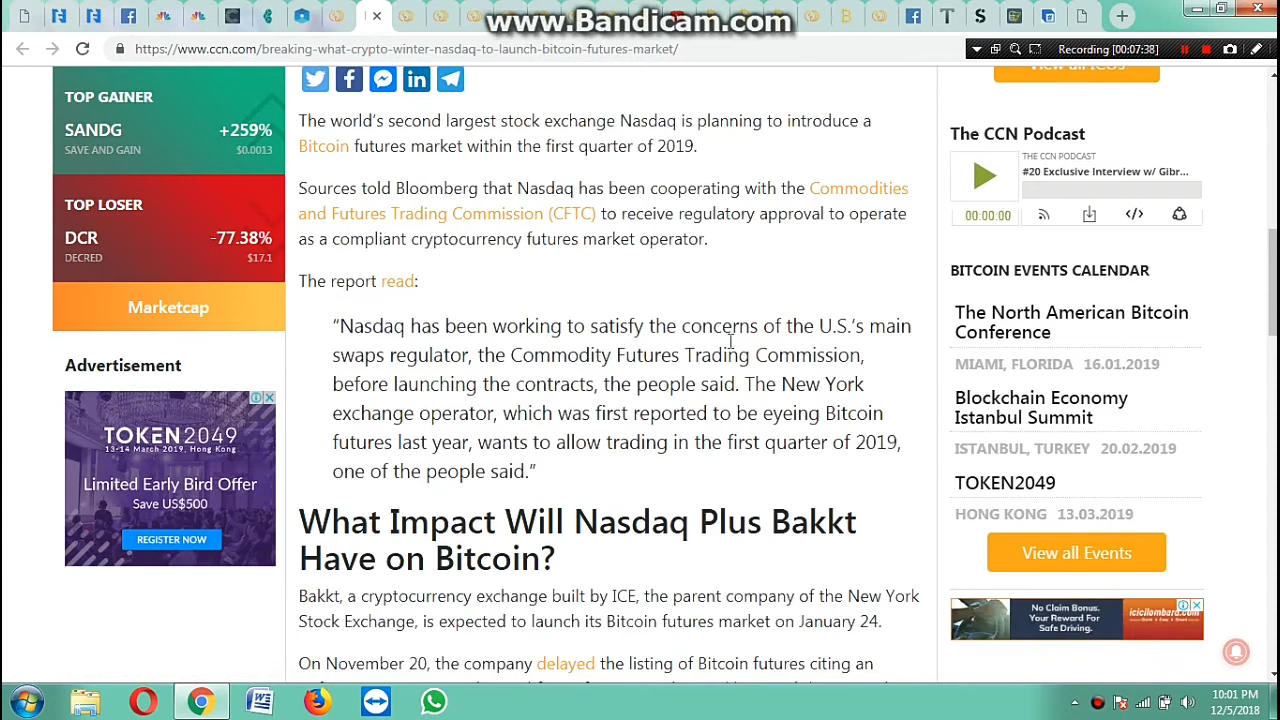 www.Bandicam.com
https://www.ccn.com/breaking-what-crypto-winter-nasdaq-to-launch-bitcoin-futures-market/
Recording [00:07:38]
TOP GAINER
SANDG +259%
SAVE AND GAIN $0.0013
TOP LOSER
DCR -77.38%
DECRED $17.1
Marketcap
Advertisement
TOKEN2049
13-14 March 2019, Hong Kong
Limited Early Bird Offer
Save US$500
REGISTER NOW
The world's second largest stock exchange Nasdaq is planning to introduce a
Bitcoin futures market within the first quarter of 2019.
Sources told Bloomberg that Nasdaq has been cooperating with the Commodities
and Futures Trading Commission (CFTC) to receive regulatory approval to operate
as a compliant cryptocurrency futures market operator.
The report read:
“Nasdaq has been working to satisfy the concerns of the U.S.'s main
swaps regulator, the Commodity Futures Trading Commission,
before launching the contracts, the people said. The New York
exchange operator, which was first reported to be eyeing Bitcoin
futures last year, wants to allow trading in the first quarter of 2019,
one of the people said.”
What Impact Will Nasdaq Plus Bakkt
Have on Bitcoin?
Bakkt, a cryptocurrency exchange built by ICE, the parent company of the New York
Stock Exchange, is expected to launch its Bitcoin futures market on January 24.
On November 20, the company delayed the listing of Bitcoin futures citing an
View all ICOs
The CCN Podcast
THE CCN PODCAST
#20 Exclusive Interview w/ Gibr...
00:00:00
BITCOIN EVENTS CALENDAR
The North American Bitcoin
Conference
MIAMI, FLORIDA 16.01.2019
Blockchain Economy
Istanbul Summit
ISTANBUL, TURKEY 20.02.2019
TOKEN2049
HONG KONG 13.03.2019
View all Events
No Claim Bonus.
Your Reward For
Safe Driving.
icicilombard.com
10:01 PM
12/5/2018